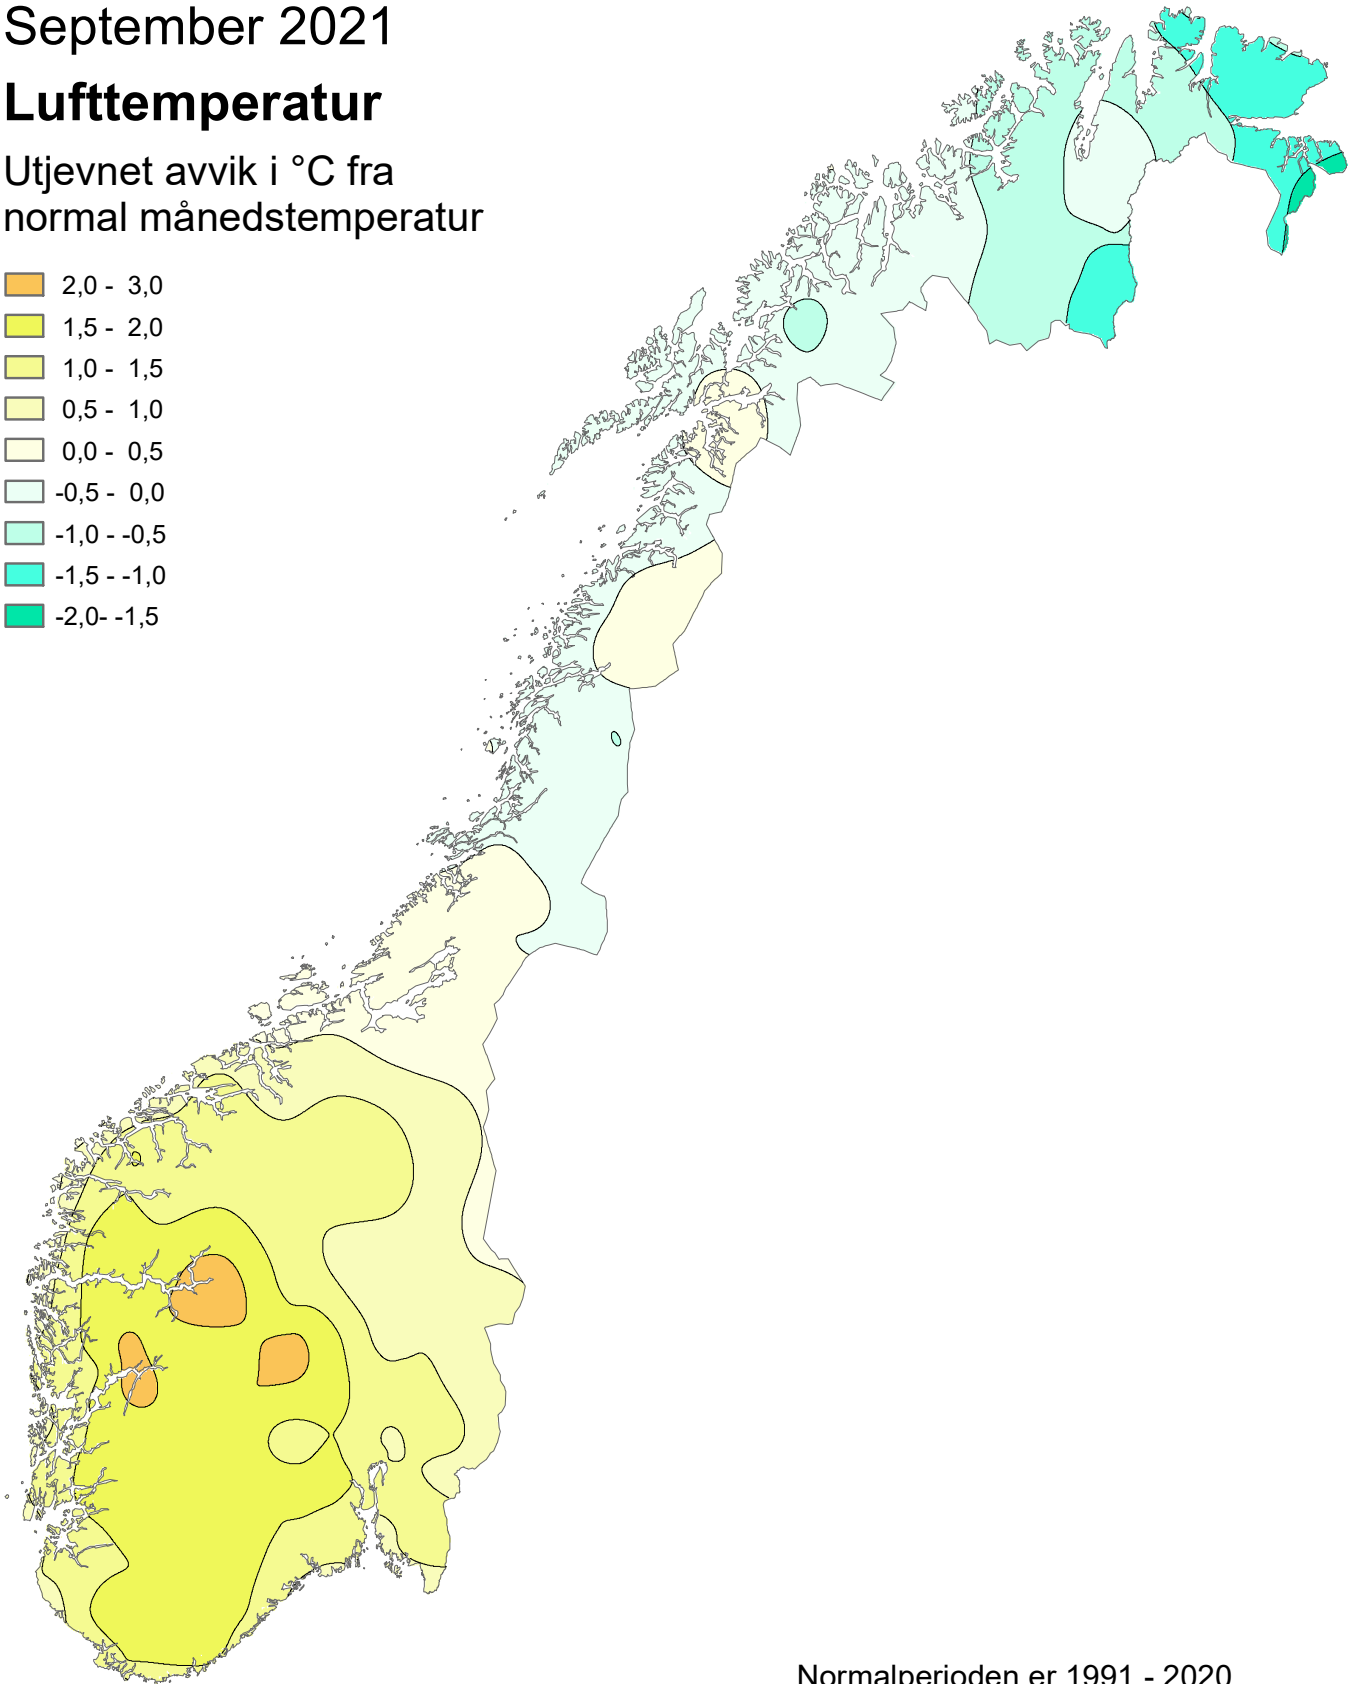 September 2021
Lufttemperatur
Utjevnet avvik i °C fra
normal månedstemperatur
2,0 - 3,0
1,5 - 2,0
1,0 - 1,5
0,5 - 1,0
0,0 - 0,5
-0,5 - 0,0
-1,0 - -0,5
-1,5 - -1,0
-2,0- -1,5
Normalperioden er 1991 - 2020